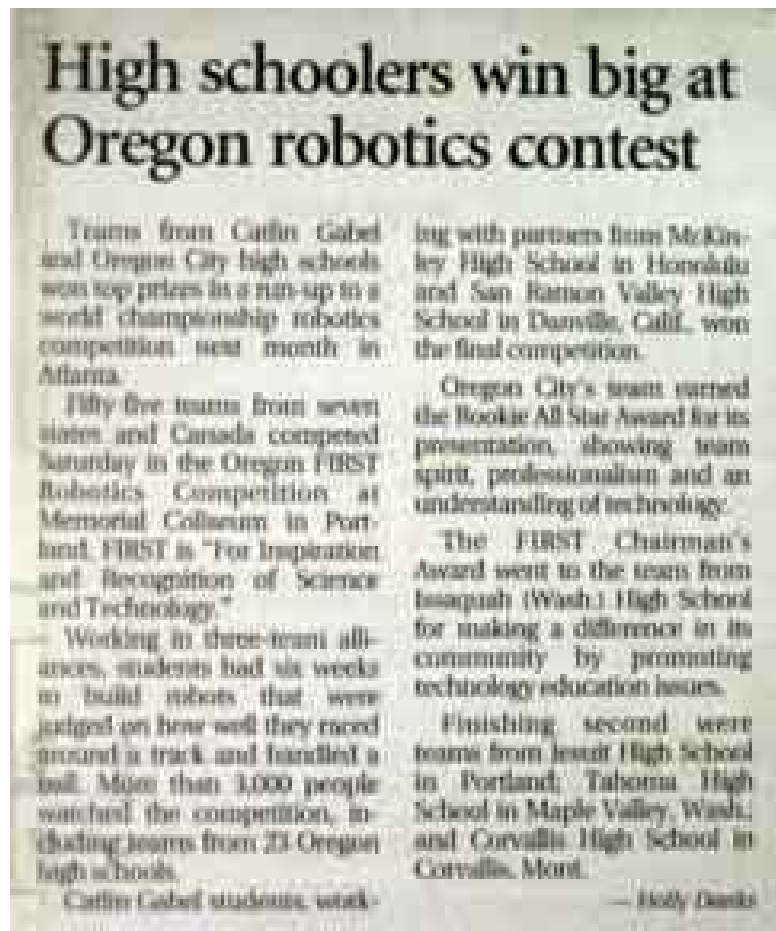 High schoolers win big at
Oregon robotics contest
Teams from Catlin Gabel
and Oregon City high schools
won top prizes in a run-up to a
world championship robotics
competition next month in
Atlanta.
Fifty-five teams from seven
states and Canada competed
Saturday in the Oregon FIRST
Robotics Competition at
Memorial Coliseum in Port-
land. FIRST is "For Inspiration
and Recognition of Science
and Technology."
Working in three-team alli-
ances, students had six weeks
to build robots that were
judged on how well they raced
around a track and handled a
ball. More than 3,000 people
watched the competition, in-
cluding teams from 23 Oregon
high schools.
Catlin Gabel students, work-
ing with partners from McKin-
ley High School in Honolulu
and San Ramon Valley High
School in Danville, Calif., won
the final competition.
Oregon City's team earned
the Rookie All Star Award for its
presentation, showing team
spirit, professionalism and an
understanding of technology.
The FIRST Chairman's
Award went to the team from
Issaquah (Wash.) High School
for making a difference in its
community by promoting
technology education issues.
Finishing second were
teams from Jesuit High School
in Portland; Tahoma High
School in Maple Valley, Wash.;
and Corvallis High School in
Corvallis, Mont.
— Holly Danks